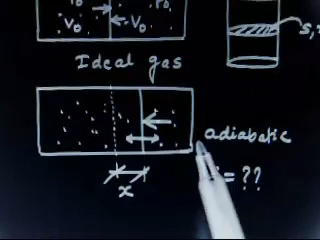 V₀ V₀
S,
Ideal gas
adiabatic
= ??
x